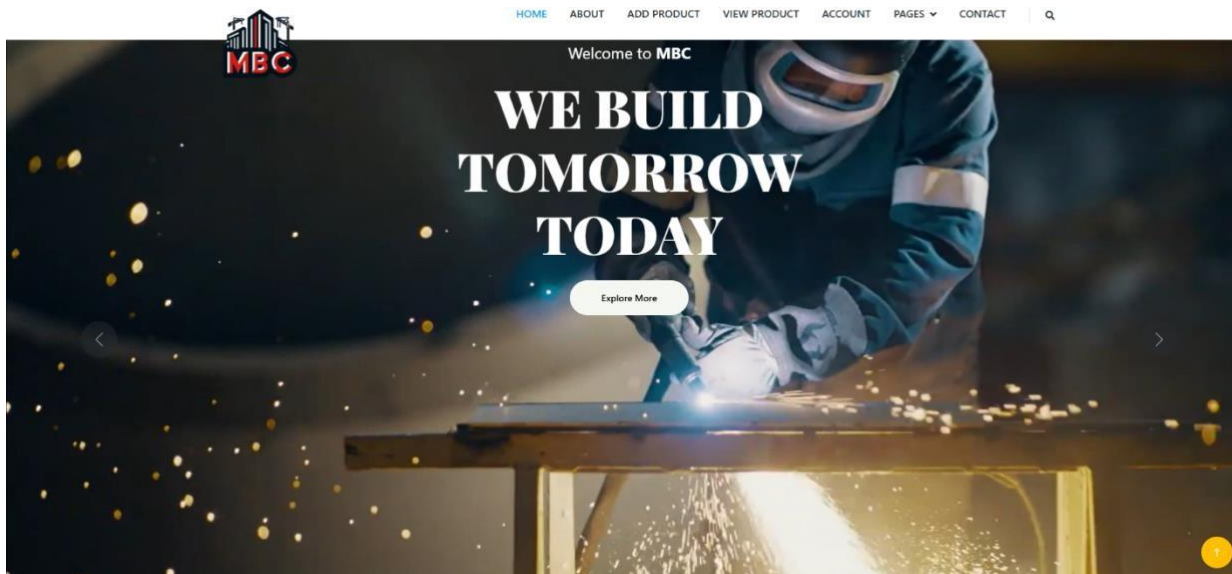 MBC
HOME ABOUT ADD PRODUCT VIEW PRODUCT ACCOUNT PAGES CONTACT
Welcome to MBC
WE BUILD
TOMORROW
TODAY
Explore More